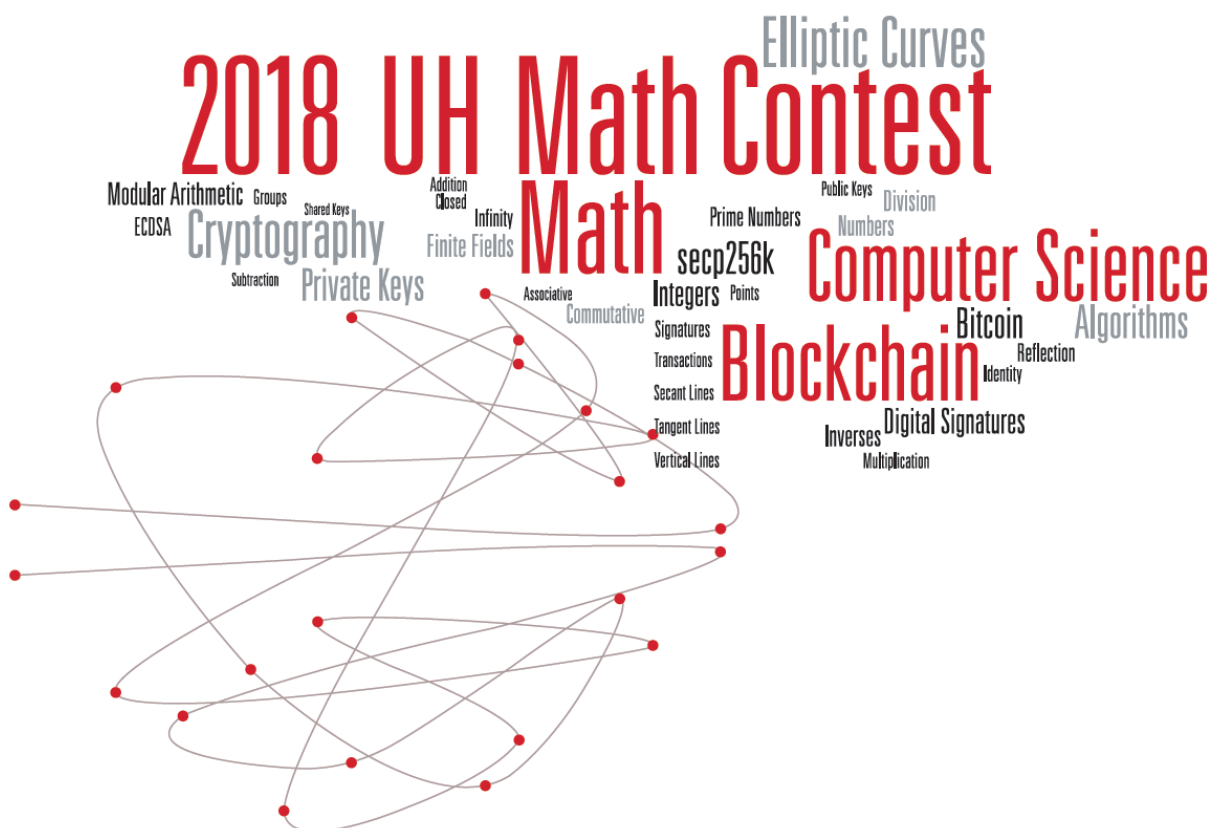 Elliptic Curves
2018 UH Math Contest
Modular Arithmetic
Groups
Shared Keys
ECDSA
Cryptography
Subtraction
Private Keys
Addition
Closed
Infinity
Finite Fields
Math
Associative
Commutative
Public Keys
Division
Prime Numbers
Numbers
secp256k
Computer Science
Integers
Points
Signatures
Transactions
Secant Lines
Tangent Lines
Vertical Lines
Blockchain
Bitcoin
Algorithms
Reflection
Identity
Digital Signatures
Inverses
Multiplication